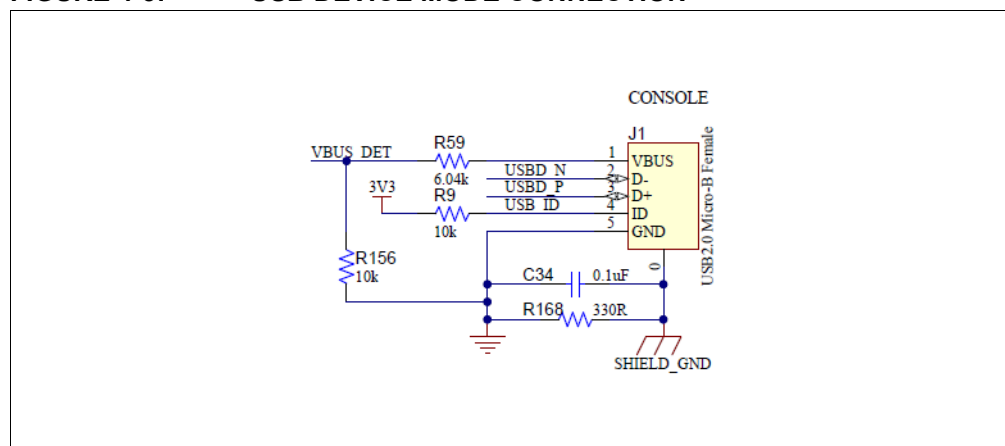 CONSOLE
J1
R59
VBUS_DET
1
VBUS
6.04k
USBD_N
2
D-
3V3
R9
USBD_P
3
D+
USB_ID
4
ID
10k
5
GND
USB2.0 Micro-B Female
R156
10k
0
C34
0.1uF
R168
330R
SHIELD_GND